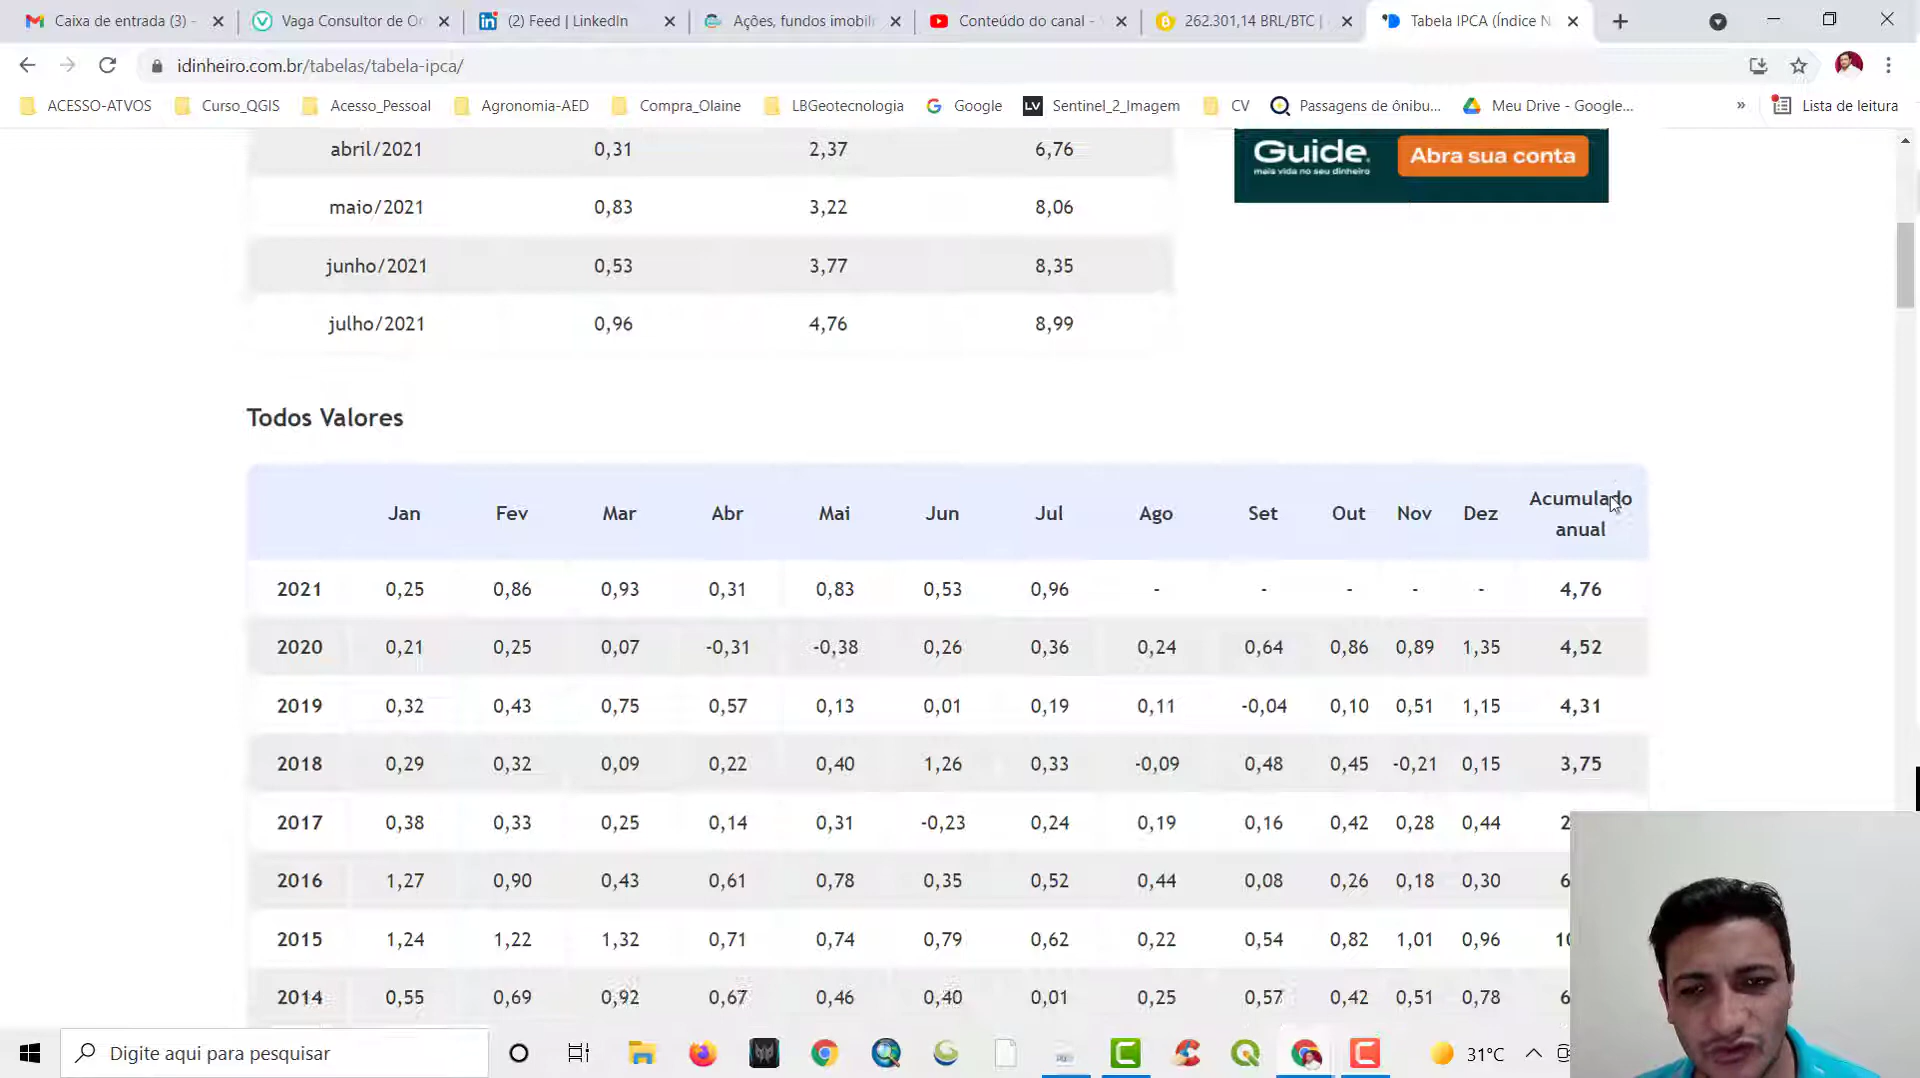 Caixa de entrada (3) - Vaga Consultor de O (2) Feed | LinkedIn Ações, fundos imobil Conteúdo do canal - 262.301,14 BRL/BTC | Tabela IPCA (Índice N
idinheiro.com.br/tabelas/tabela-ipca/
ACESSO-ATVOS Curso_QGIS Acesso_Pessoal Agronomia-AED Compra_Olaine LBGeotecnologia Google Sentinel_2_Imagem CV Passagens de ônibu... Meu Drive - Google... » Lista de leitura
abril/2021 0,31 2,37 6,76
Guide. mais vida no seu dinheiro Abra sua conta
maio/2021 0,83 3,22 8,06
junho/2021 0,53 3,77 8,35
julho/2021 0,96 4,76 8,99
Todos Valores
Jan Fev Mar Abr Mai Jun Jul Ago Set Out Nov Dez Acumulado anual
2021 0,25 0,86 0,93 0,31 0,83 0,53 0,96 - - - - - 4,76
2020 0,21 0,25 0,07 -0,31 -0,38 0,26 0,36 0,24 0,64 0,86 0,89 1,35 4,52
2019 0,32 0,43 0,75 0,57 0,13 0,01 0,19 0,11 -0,04 0,10 0,51 1,15 4,31
2018 0,29 0,32 0,09 0,22 0,40 1,26 0,33 -0,09 0,48 0,45 -0,21 0,15 3,75
2017 0,38 0,33 0,25 0,14 0,31 -0,23 0,24 0,19 0,16 0,42 0,28 0,44 2
2016 1,27 0,90 0,43 0,61 0,78 0,35 0,52 0,44 0,08 0,26 0,18 0,30 6
2015 1,24 1,22 1,32 0,71 0,74 0,79 0,62 0,22 0,54 0,82 1,01 0,96 10
2014 0,55 0,69 0,92 0,67 0,46 0,40 0,01 0,25 0,57 0,42 0,51 0,78 6
Digite aqui para pesquisar 31°C